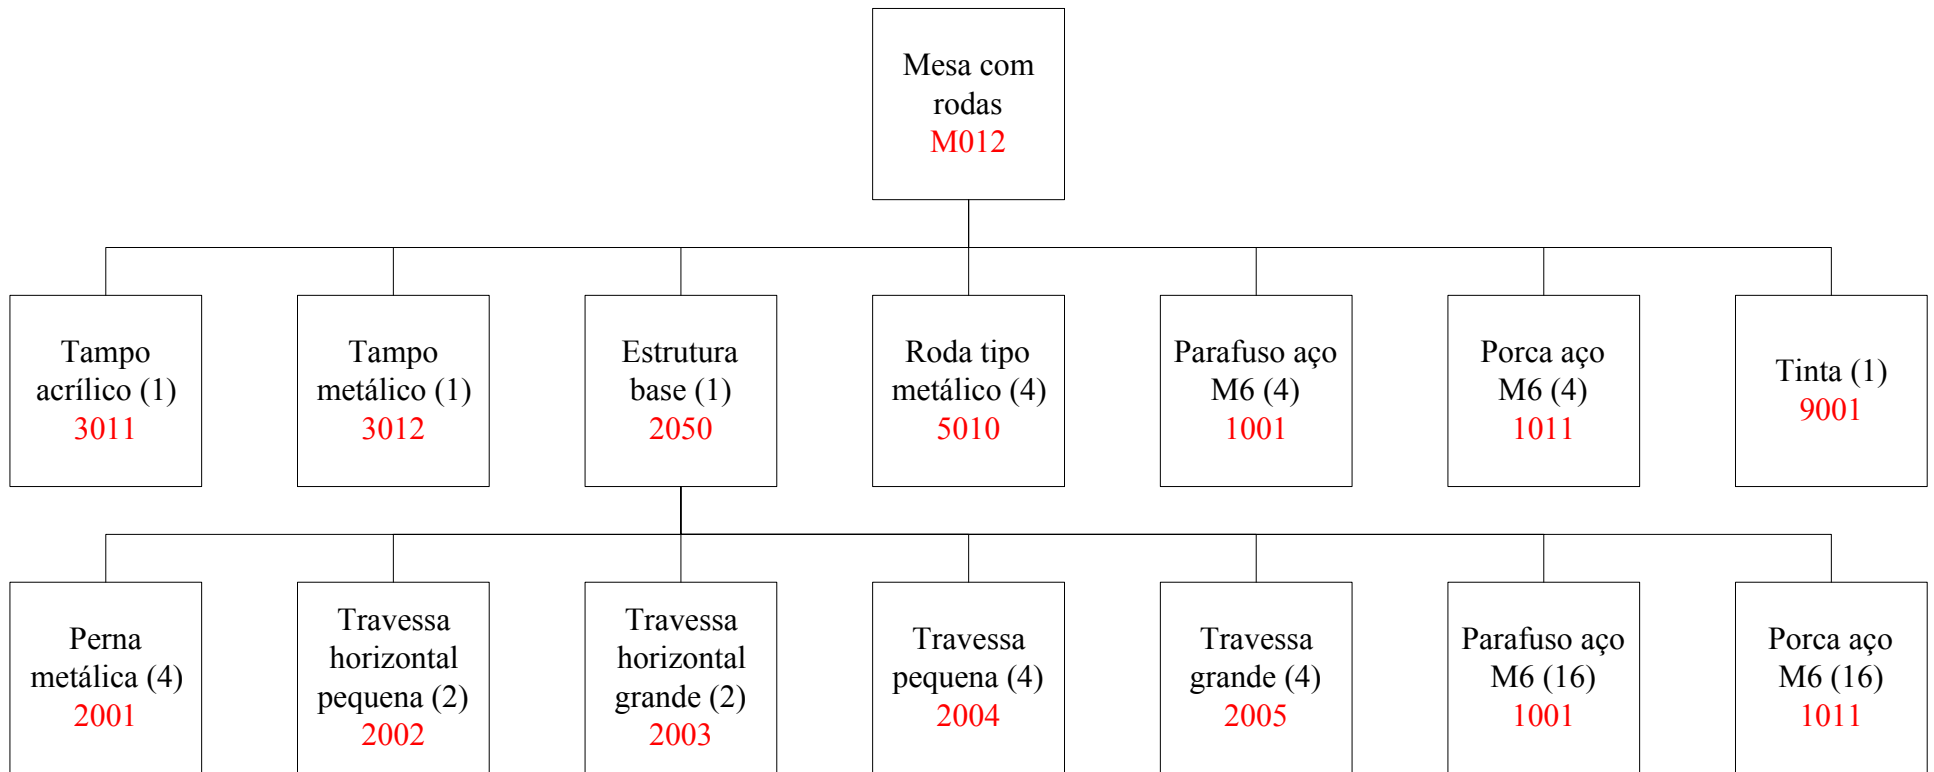 Mesa com
rodas
M012
Tampo
acrílico (1)
3011
Tampo
metálico (1)
3012
Estrutura
base (1)
2050
Roda tipo
metálico (4)
5010
Parafuso aço
M6 (4)
1001
Porca aço
M6 (4)
1011
Tinta (1)
9001
Perna
metálica (4)
2001
Travessa
horizontal
pequena (2)
2002
Travessa
horizontal
grande (2)
2003
Travessa
pequena (4)
2004
Travessa
grande (4)
2005
Parafuso aço
M6 (16)
1001
Porca aço
M6 (16)
1011